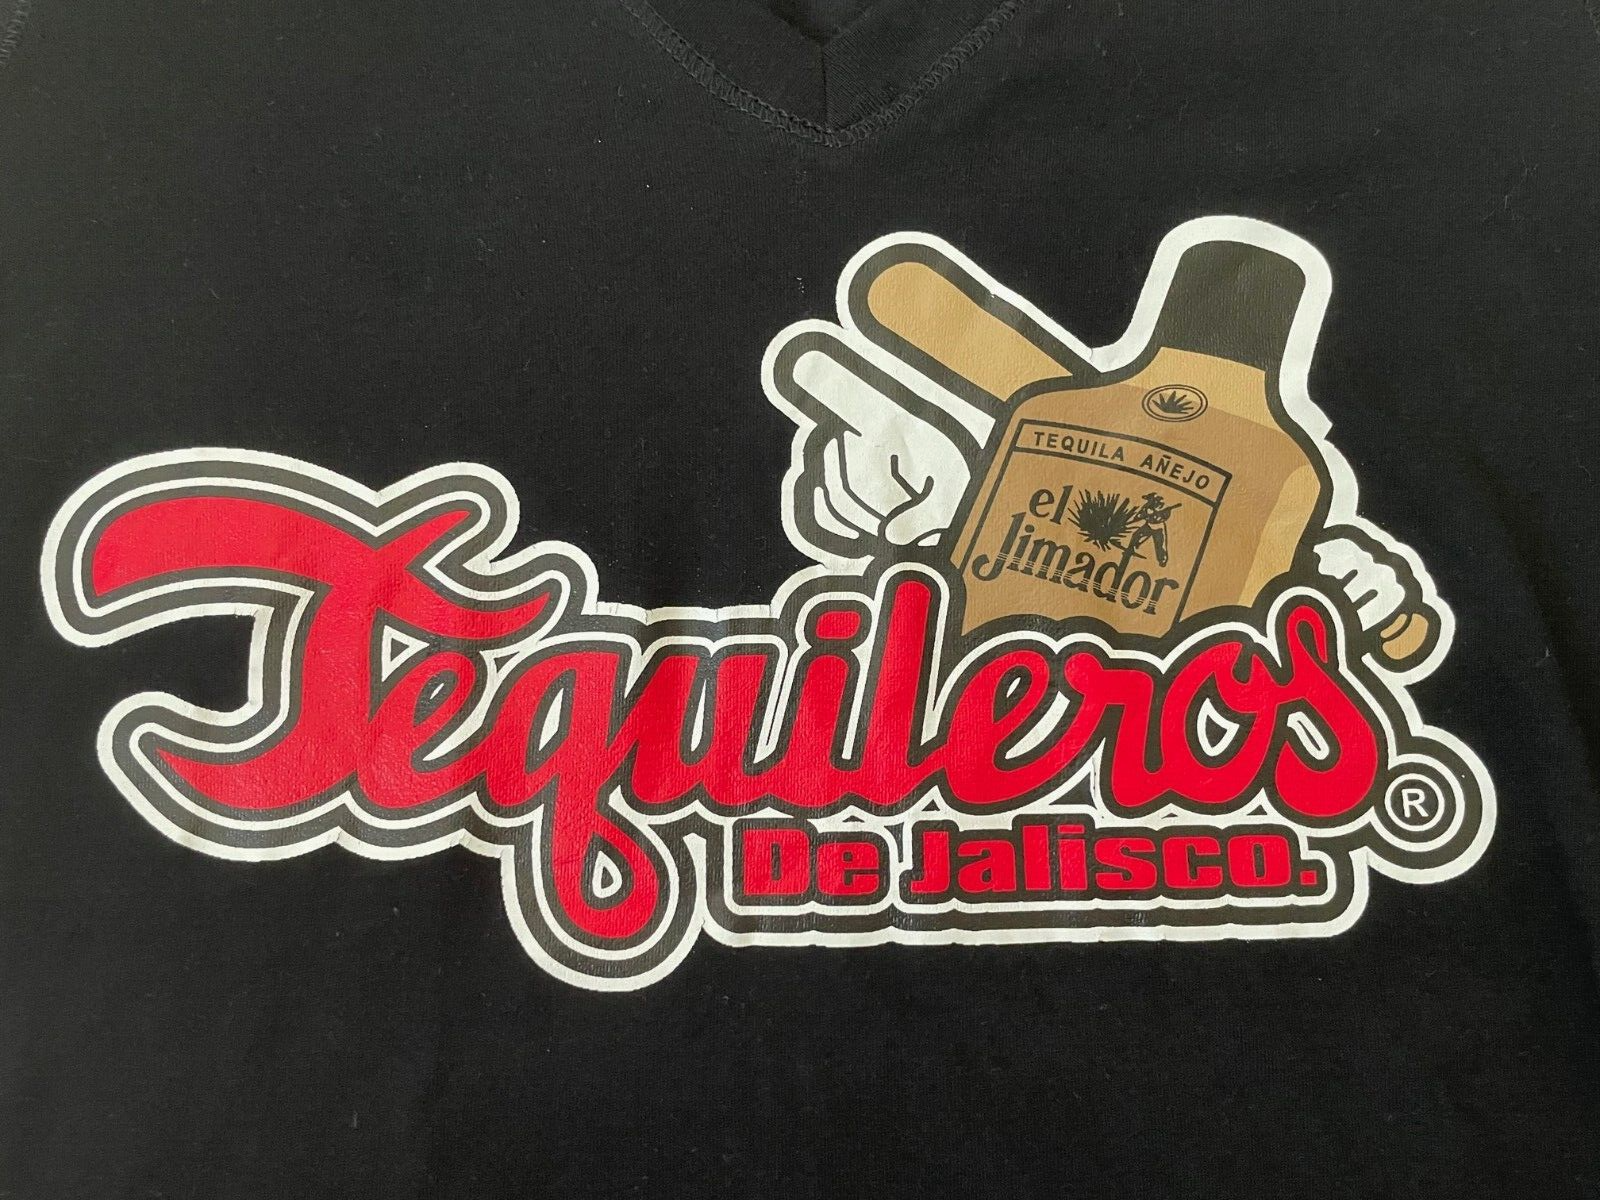 TEQUILA AÑEJO
el
Jimador
Tequileros
De Jalisco.
®